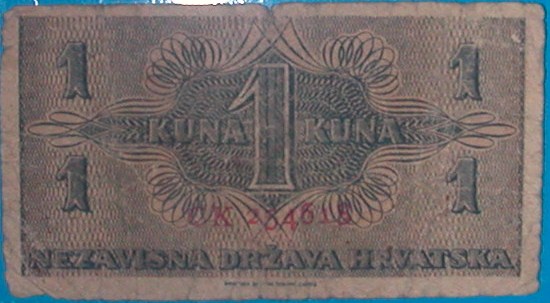 1 1
KUNA 1 KUNA
1 1
NEZAVISNA DRŽAVA HRVATSKA